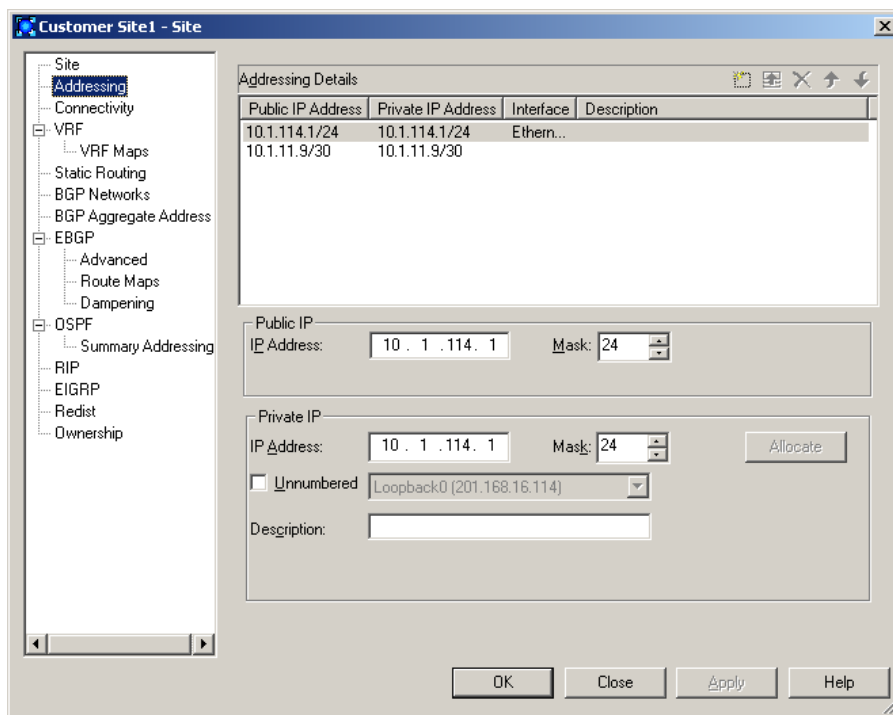 Customer Site1 - Site
Site
Addressing
Connectivity
VRF
VRF Maps
Static Routing
BGP Networks
BGP Aggregate Address
EBGP
Advanced
Route Maps
Dampening
OSPF
Summary Addressing
RIP
EIGRP
Redist
Ownership
Addressing Details
Public IP Address Private IP Address Interface Description
10.1.114.1/24 10.1.114.1/24 Ethern...
10.1.11.9/30 10.1.11.9/30
Public IP
IP Address: 10 . 1 .114. 1 Mask: 24
Private IP
IP Address: 10 . 1 .114. 1 Mask: 24 Allocate
Unnumbered Loopback0 (201.168.16.114)
Description:
OK Close Apply Help